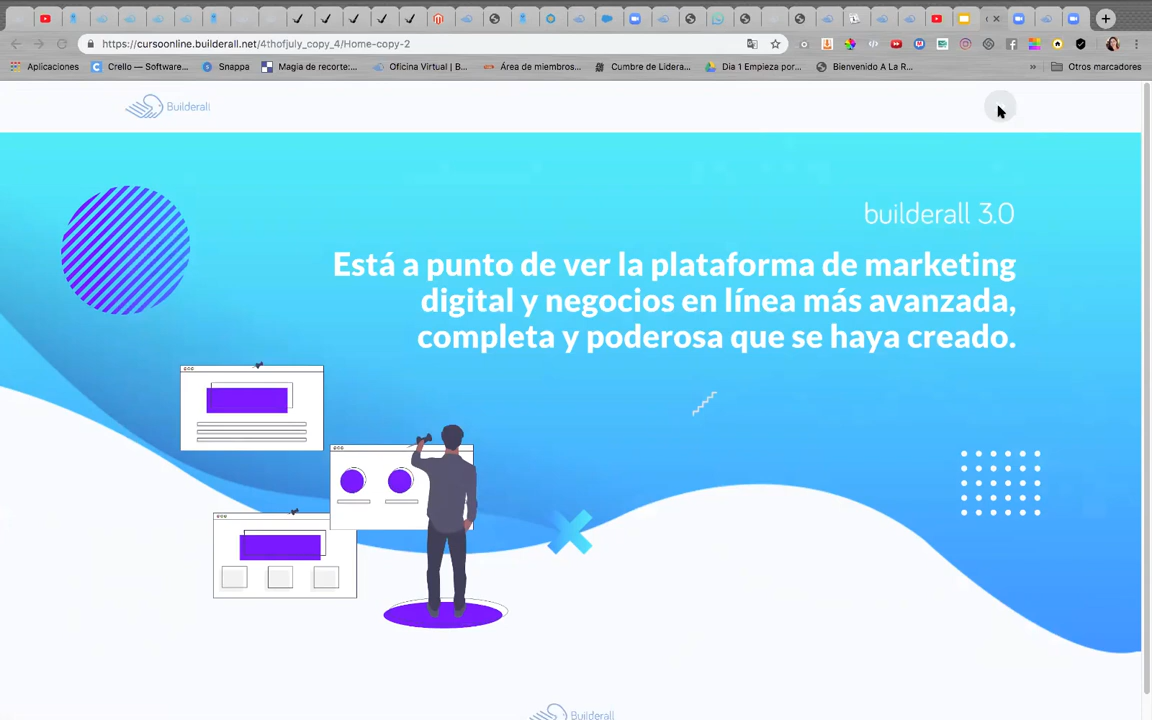 https://cursoonline.builderall.net/4thofjuly_copy_4/Home-copy-2
Aplicaciones
Crello — Software...
Snappa
Magia de recorte:...
Oficina Virtual | B...
Área de miembros...
Cumbre de Lidera...
Dia 1 Empieza por...
Bienvenido A La R...
»
Otros marcadores
Builderall
builderall 3.0
Está a punto de ver la plataforma de marketing
digital y negocios en línea más avanzada,
completa y poderosa que se haya creado.
Builderall